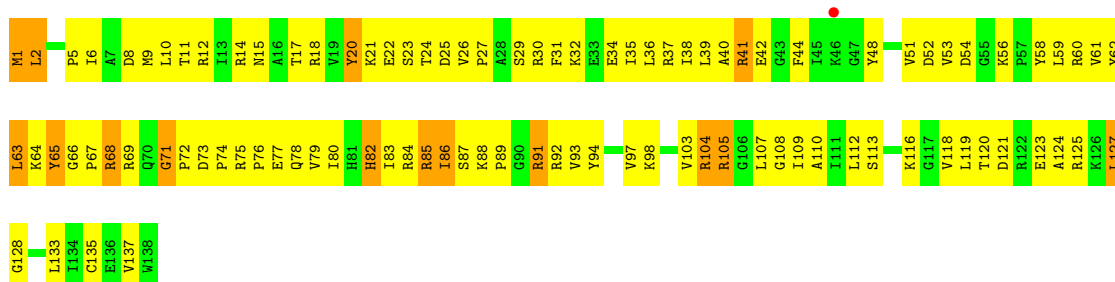 M1 L2 P5 I6 A7 D8 M9 L10 T11 R12 I13 R14 N15 A16 T17 R18 V19 Y20 K21 E22 S23 T24 D25 V26 P27 A28 S29 R30 F31 K32 E33 E34 I35 L36 R37 I38 L39 A40 R41 E42 G43 F44 I45 K46 G47 Y48 V51 D52 V53 D54 G55 K56 P57 Y58 L59 R60 V61 Y62
L63 K64 Y65 G66 P67 R68 R69 Q70 G71 P72 D73 P74 R75 P76 E77 Q78 V79 I80 H81 H82 I83 R84 R85 I86 S87 K88 P89 G90 R91 R92 V93 Y94 V97 K98 V103 R104 R105 G106 L107 G108 I109 A110 I111 L112 S113 K116 G117 V118 L119 T120 D121 R122 E123 A124 R125 K126 L127
G128 L133 I134 C135 E136 V137 W138